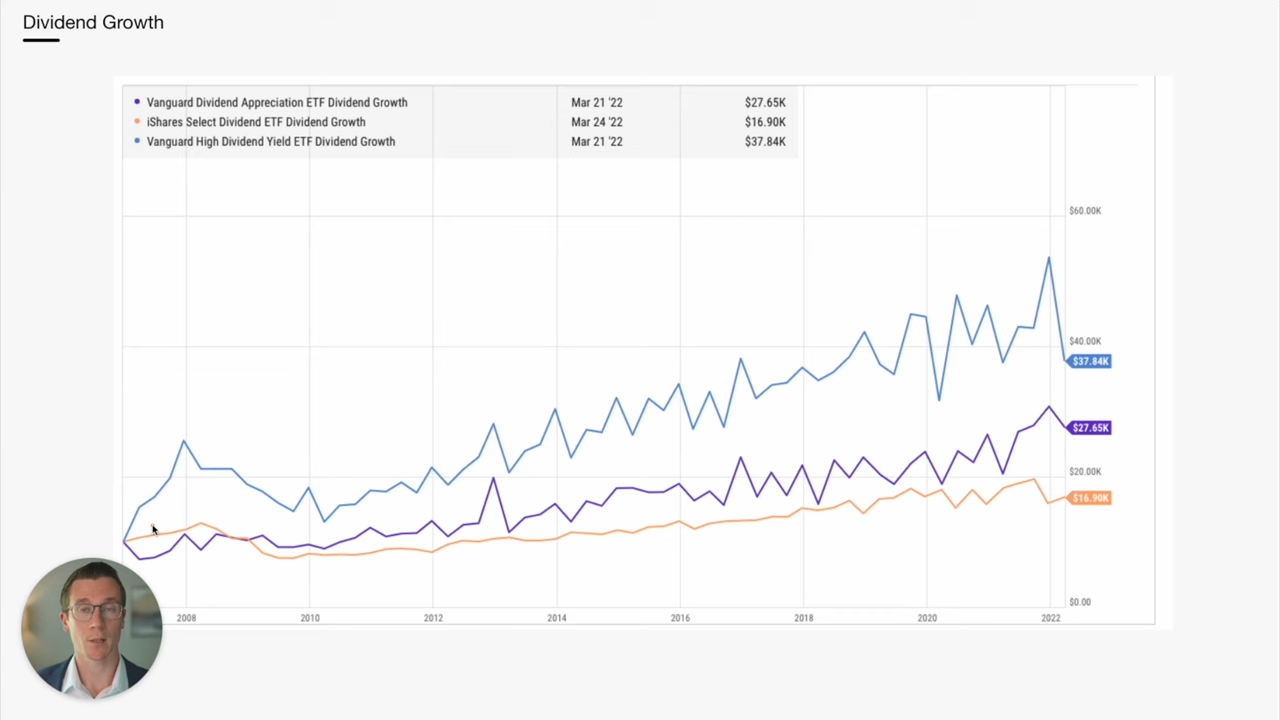 Dividend Growth
Vanguard Dividend Appreciation ETF Dividend Growth Mar 21 '22 $27.65K
iShares Select Dividend ETF Dividend Growth Mar 24 '22 $16.90K
Vanguard High Dividend Yield ETF Dividend Growth Mar 21 '22 $37.84K
$60.00K
$40.00K
$37.84K
$27.65K
$20.00K
$16.90K
$0.00
2008 2010 2012 2014 2016 2018 2020 2022